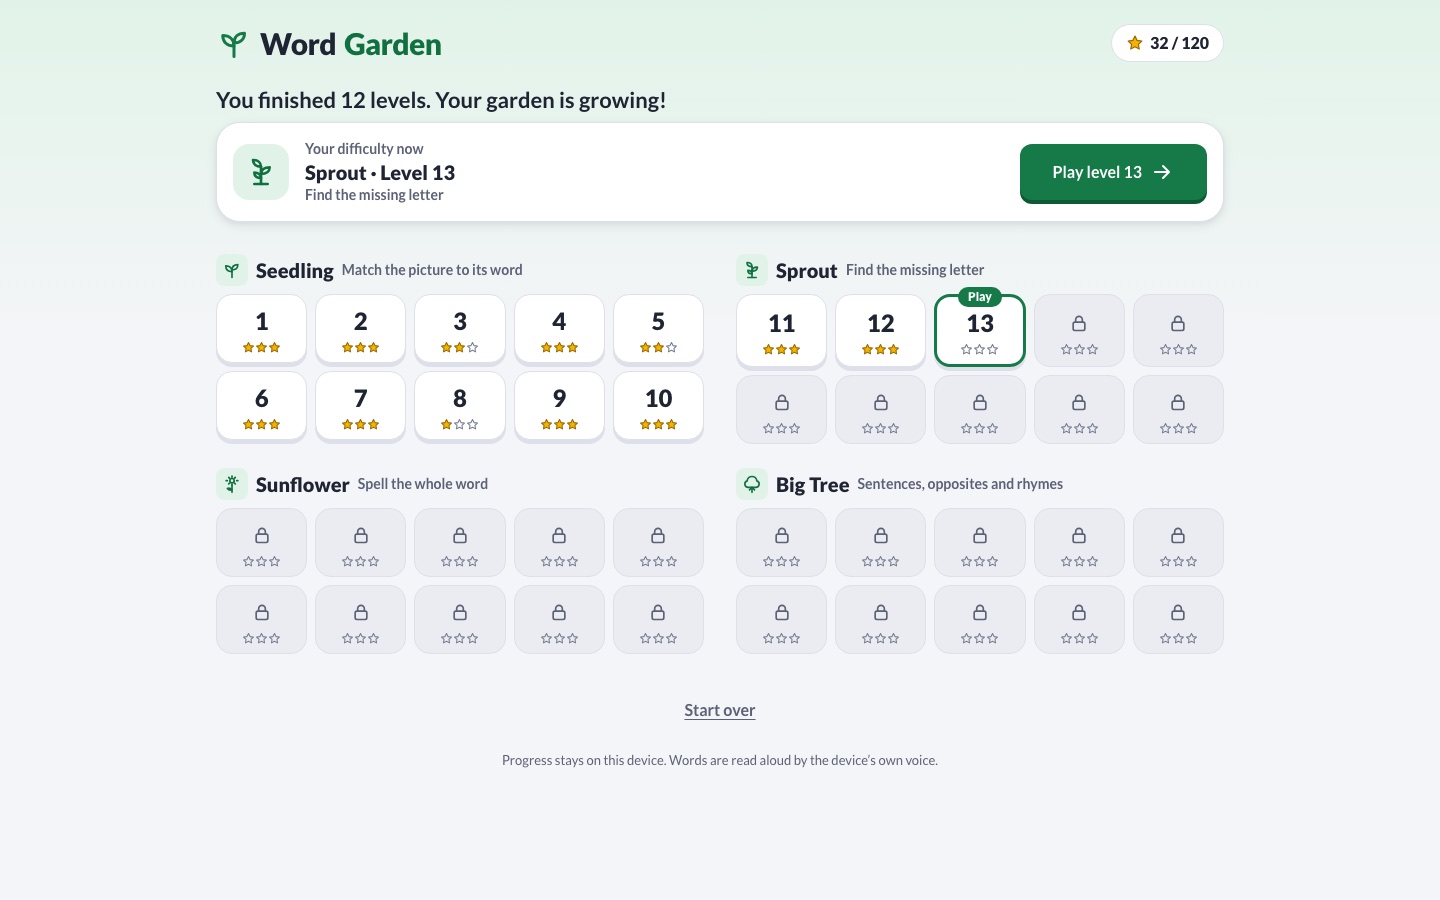 Word Garden
32 / 120
You finished 12 levels. Your garden is growing!
Your difficulty now
Sprout · Level 13
Find the missing letter
Play level 13
Seedling Match the picture to its word
1 2 3 4 5
6 7 8 9 10
Sprout Find the missing letter
Play
11 12 13
Sunflower Spell the whole word
Big Tree Sentences, opposites and rhymes
Start over
Progress stays on this device. Words are read aloud by the device's own voice.